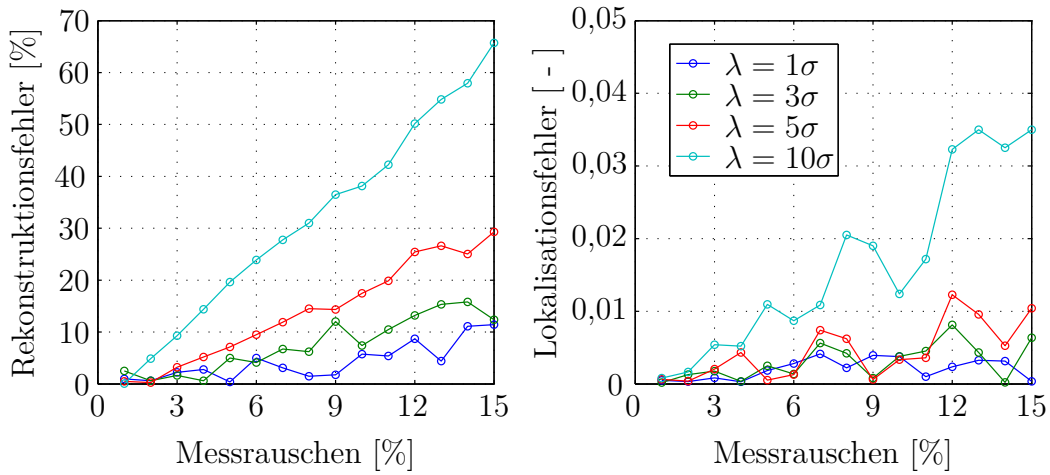 Rekonstruktionsfehler [%]
70
60
50
40
30
20
10
0
0 3 6 9 12 15
Messrauschen [%]
Lokalisationsfehler [ - ]
0,05
0,04
0,03
0,02
0,01
0
0 3 6 9 12 15
Messrauschen [%]
λ = 1σ
λ = 3σ
λ = 5σ
λ = 10σ